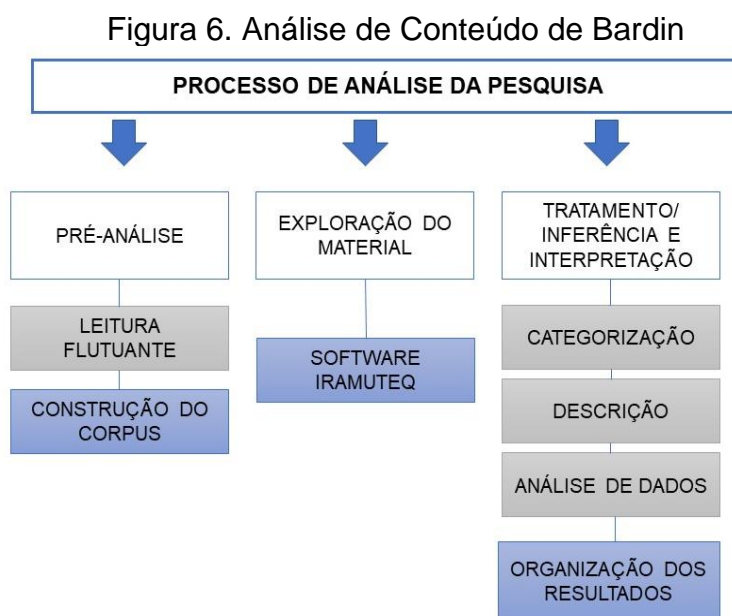 Figura 6. Análise de Conteúdo de Bardin
PROCESSO DE ANÁLISE DA PESQUISA
PRÉ-ANÁLISE
LEITURA
FLUTUANTE
CONSTRUÇÃO DO
CORPUS
EXPLORAÇÃO DO
MATERIAL
SOFTWARE
IRAMUTEQ
TRATAMENTO/
INFERÊNCIA E
INTERPRETAÇÃO
CATEGORIZAÇÃO
DESCRIÇÃO
ANÁLISE DE DADOS
ORGANIZAÇÃO DOS
RESULTADOS